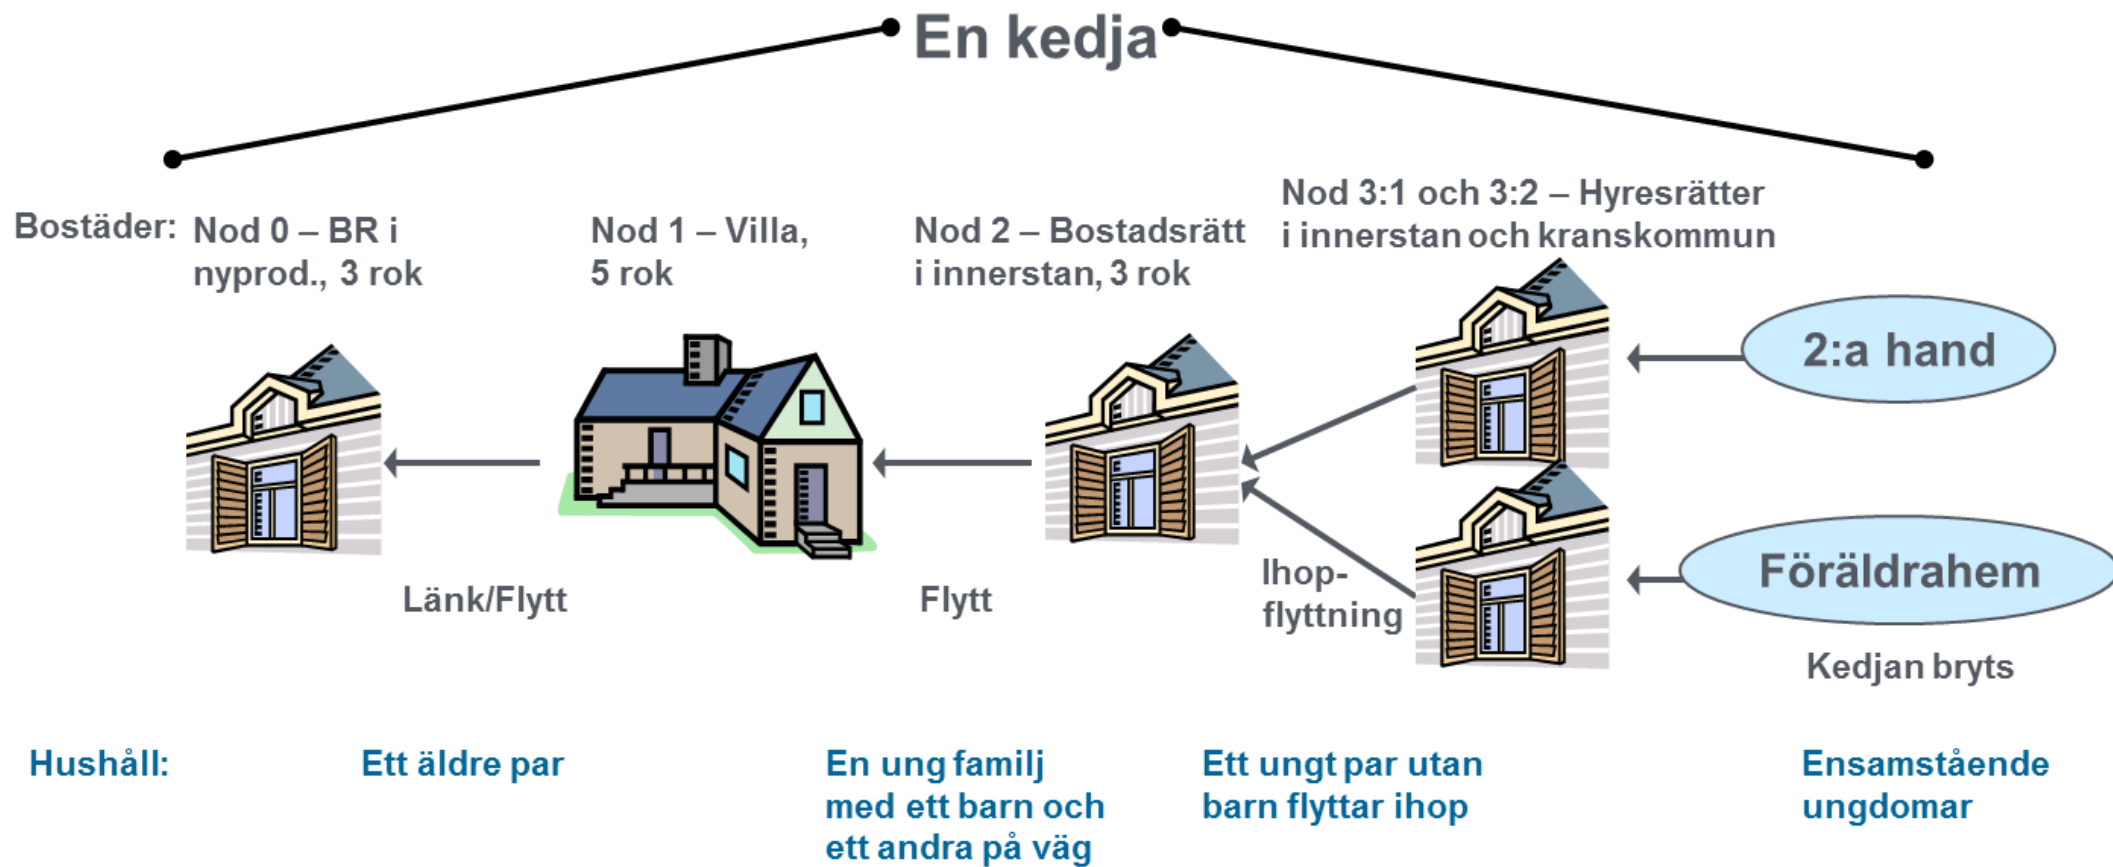 En kedja
Bostäder:
Nod 0 – BR i
nyprod., 3 rok
Nod 1 – Villa,
5 rok
Nod 2 – Bostadsrätt
i innerstan, 3 rok
Nod 3:1 och 3:2 – Hyresrätter
i innerstan och kranskommun
2:a hand
Föräldrahem
Länk/Flytt
Flytt
Ihop-
flyttning
Kedjan bryts
Hushåll:
Ett äldre par
En ung familj
med ett barn och
ett andra på väg
Ett ungt par utan
barn flyttar ihop
Ensamstående
ungdomar